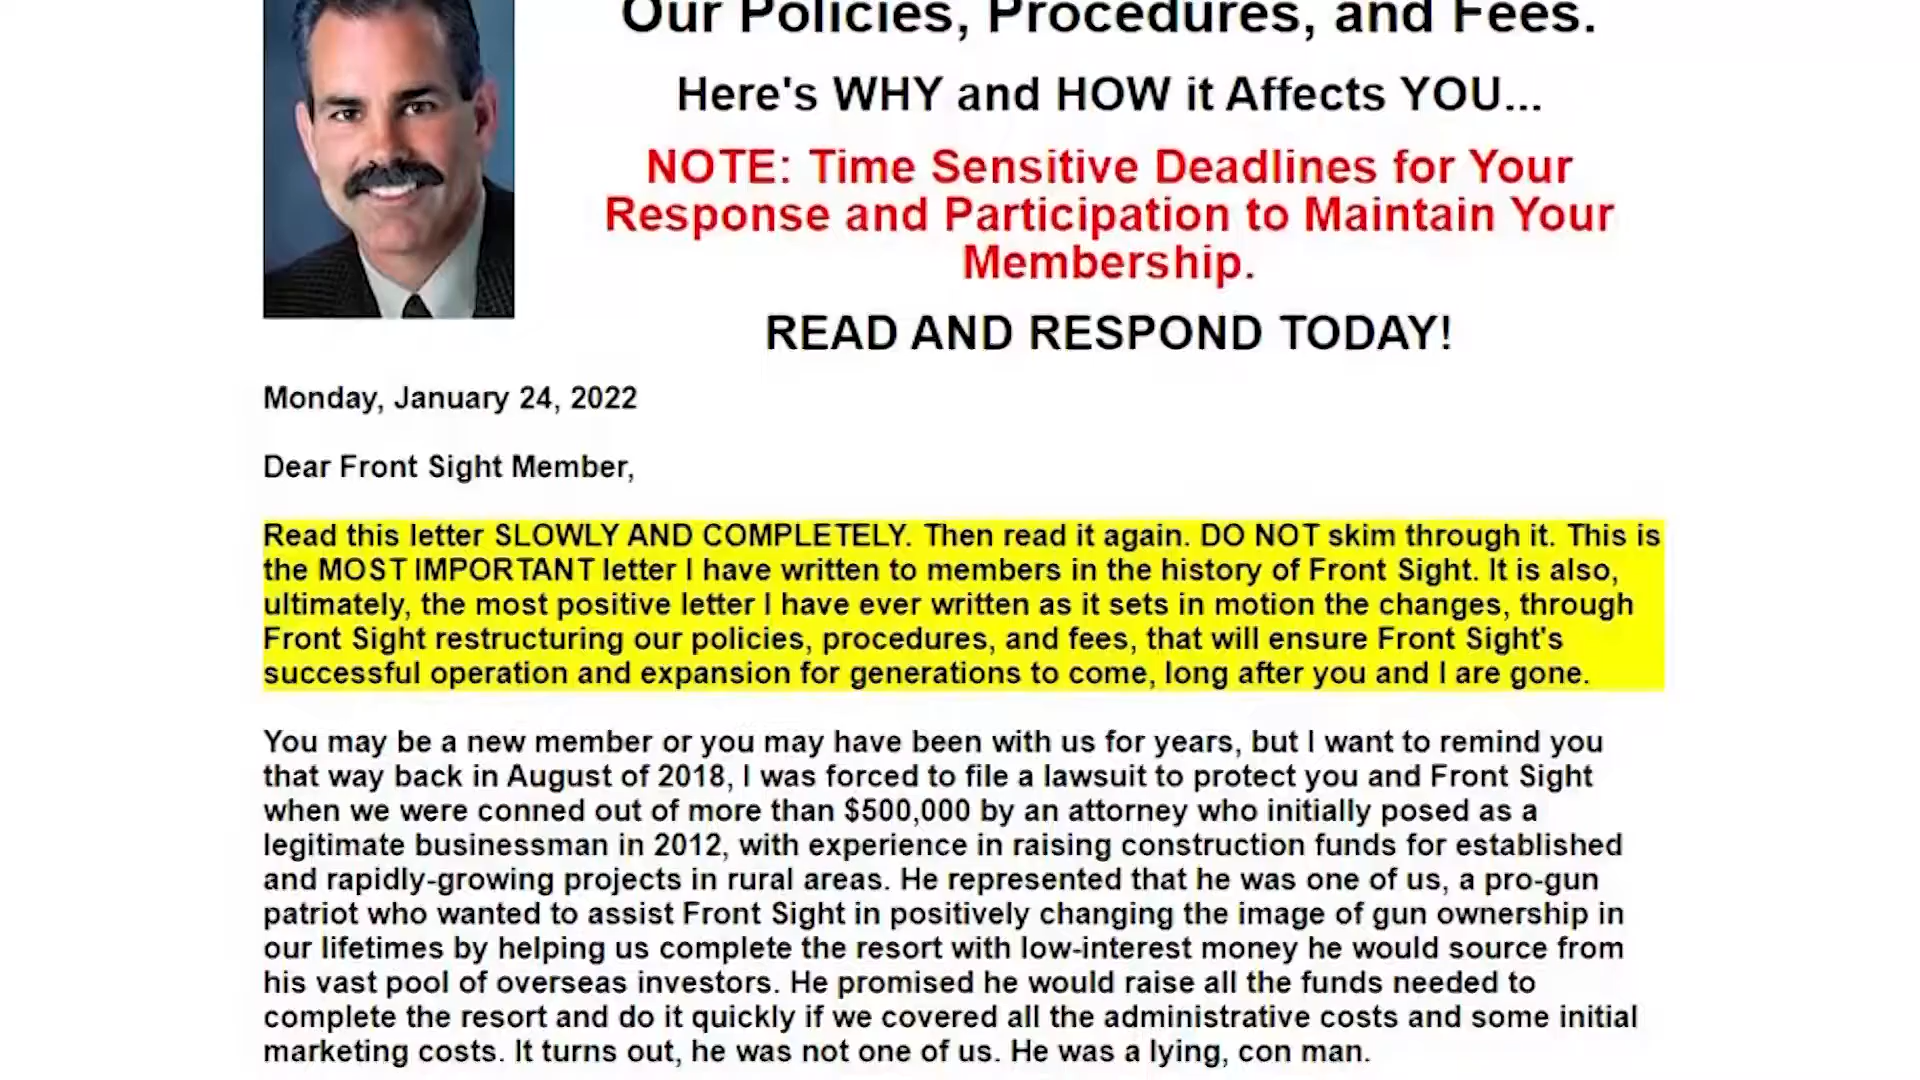 Our Policies, Procedures, and Fees.
Here's WHY and HOW it Affects YOU...
NOTE: Time Sensitive Deadlines for Your
Response and Participation to Maintain Your
Membership.
READ AND RESPOND TODAY!
Monday, January 24, 2022
Dear Front Sight Member,
Read this letter SLOWLY AND COMPLETELY. Then read it again. DO NOT skim through it. This is
the MOST IMPORTANT letter I have written to members in the history of Front Sight. It is also,
ultimately, the most positive letter I have ever written as it sets in motion the changes, through
Front Sight restructuring our policies, procedures, and fees, that will ensure Front Sight's
successful operation and expansion for generations to come, long after you and I are gone.
You may be a new member or you may have been with us for years, but I want to remind you
that way back in August of 2018, I was forced to file a lawsuit to protect you and Front Sight
when we were conned out of more than $500,000 by an attorney who initially posed as a
legitimate businessman in 2012, with experience in raising construction funds for established
and rapidly-growing projects in rural areas. He represented that he was one of us, a pro-gun
patriot who wanted to assist Front Sight in positively changing the image of gun ownership in
our lifetimes by helping us complete the resort with low-interest money he would source from
his vast pool of overseas investors. He promised he would raise all the funds needed to
complete the resort and do it quickly if we covered all the administrative costs and some initial
marketing costs. It turns out, he was not one of us. He was a lying, con man.